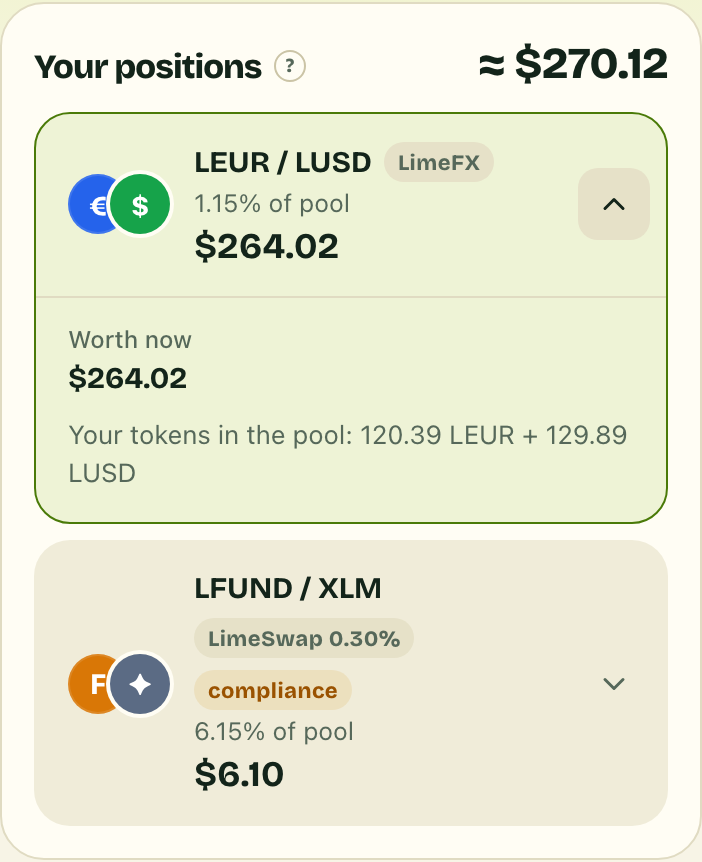 Your positions ? ≈ $270.12
€ $ LEUR / LUSD LimeFX
1.15% of pool
$264.02
Worth now
$264.02
Your tokens in the pool: 120.39 LEUR + 129.89
LUSD
LFUND / XLM
LimeSwap 0.30%
F compliance
6.15% of pool
$6.10